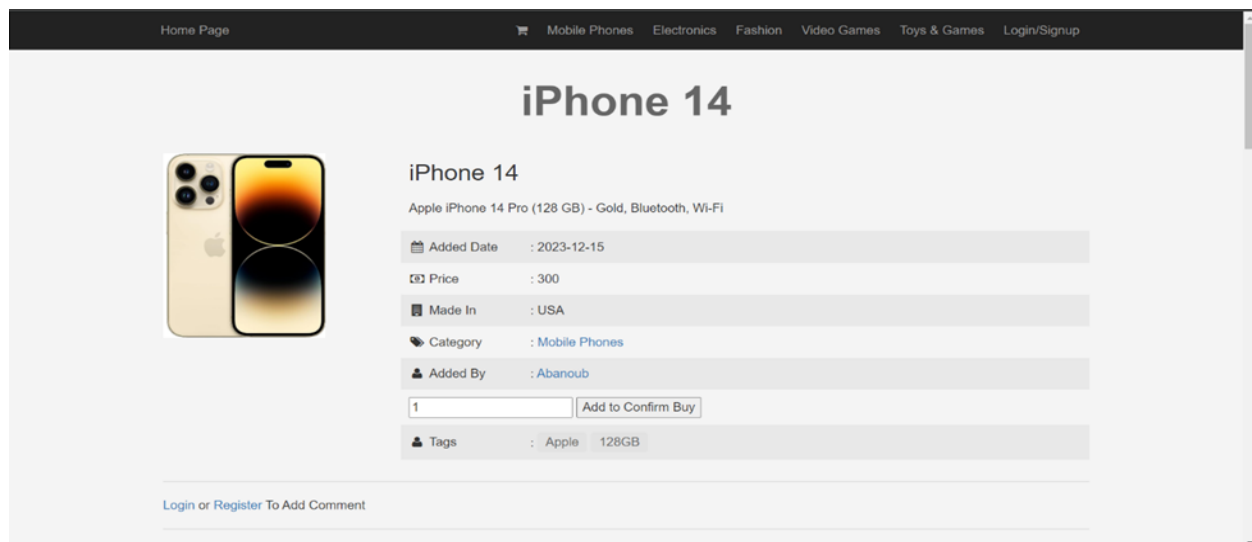 Home Page Mobile Phones Electronics Fashion Video Games Toys & Games Login/Signup
iPhone 14
iPhone 14
Apple iPhone 14 Pro (128 GB) - Gold, Bluetooth, Wi-Fi
Added Date : 2023-12-15
Price : 300
Made In : USA
Category : Mobile Phones
Added By : Abanoub
1 Add to Confirm Buy
Tags : Apple 128GB
Login or Register To Add Comment